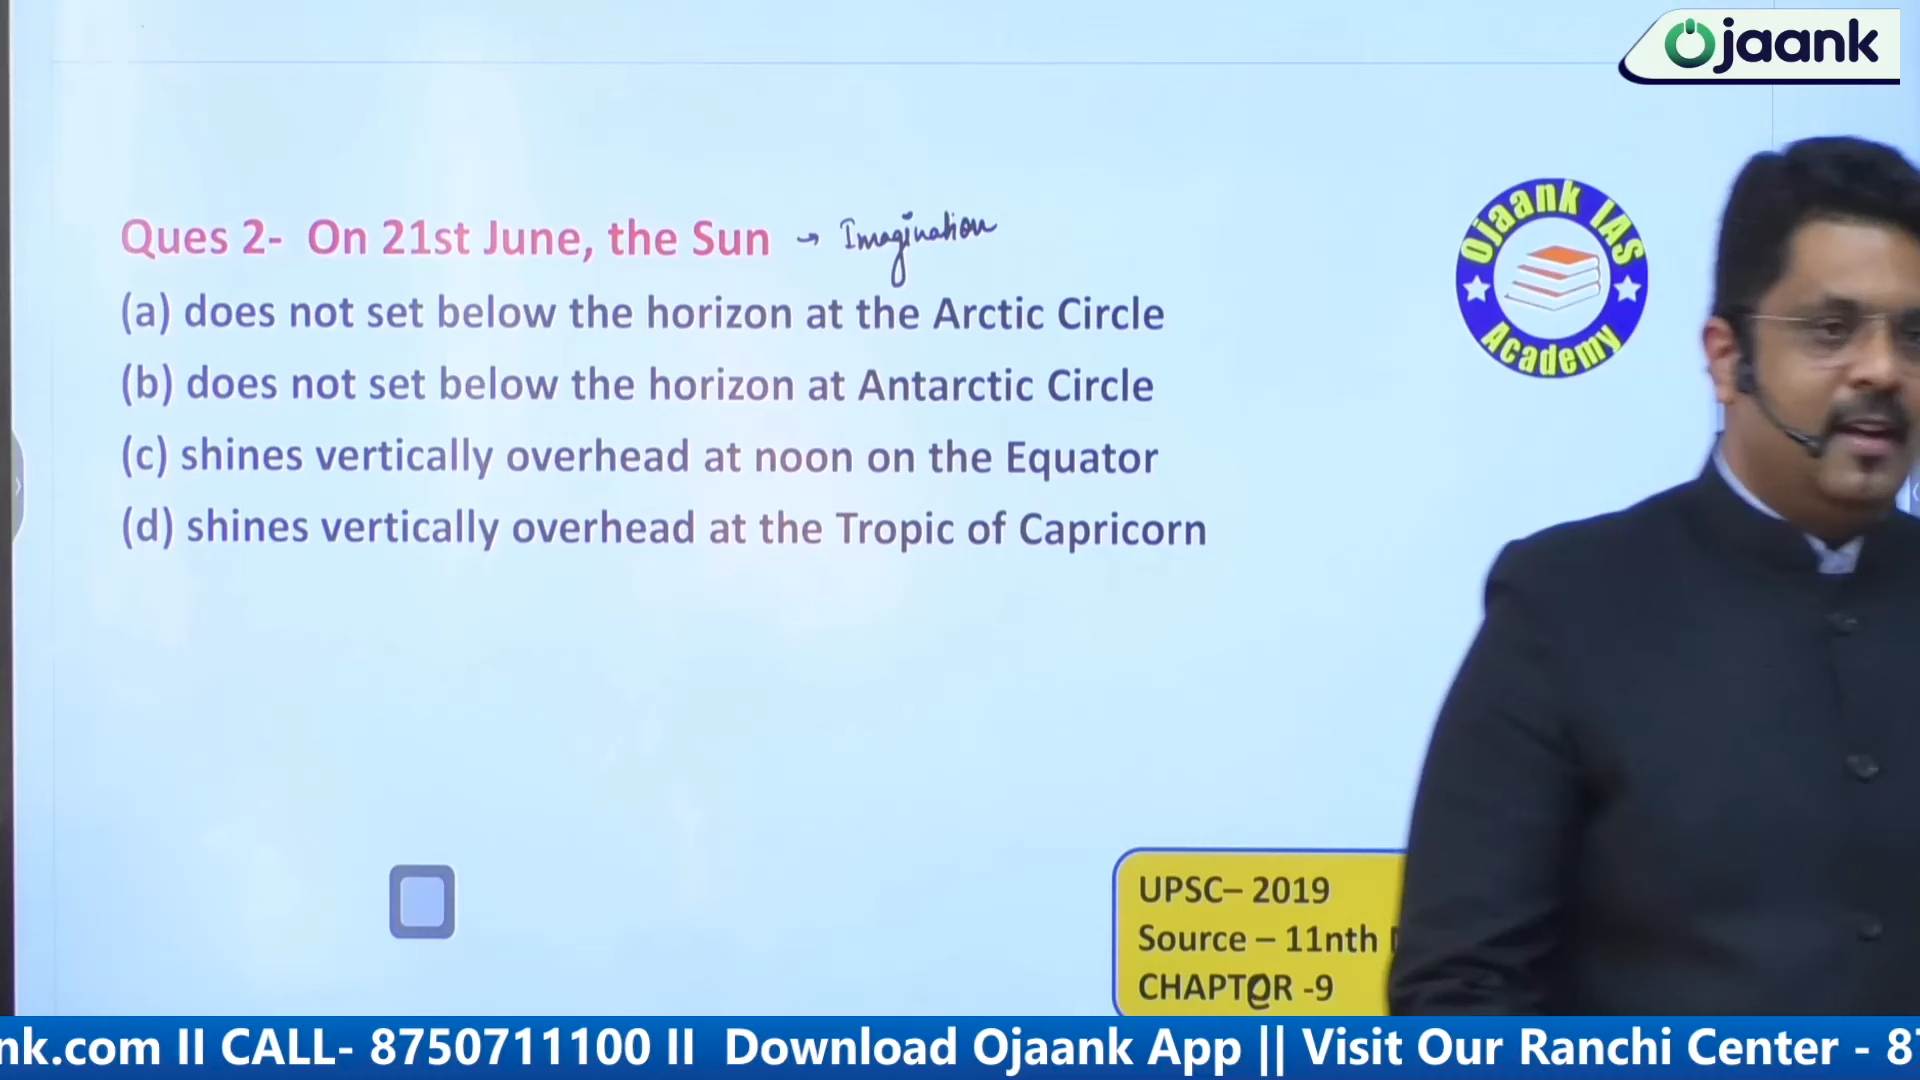 Ojaank
Ques 2- On 21st June, the Sun → Imagination
(a) does not set below the horizon at the Arctic Circle
(b) does not set below the horizon at Antarctic Circle
(c) shines vertically overhead at noon on the Equator
(d) shines vertically overhead at the Tropic of Capricorn
Ojaank IAS
Academy
UPSC– 2019
Source – 11nth
CHAPTeR -9
nk.com II CALL- 8750711100 II Download Ojaank App || Visit Our Ranchi Center - 87